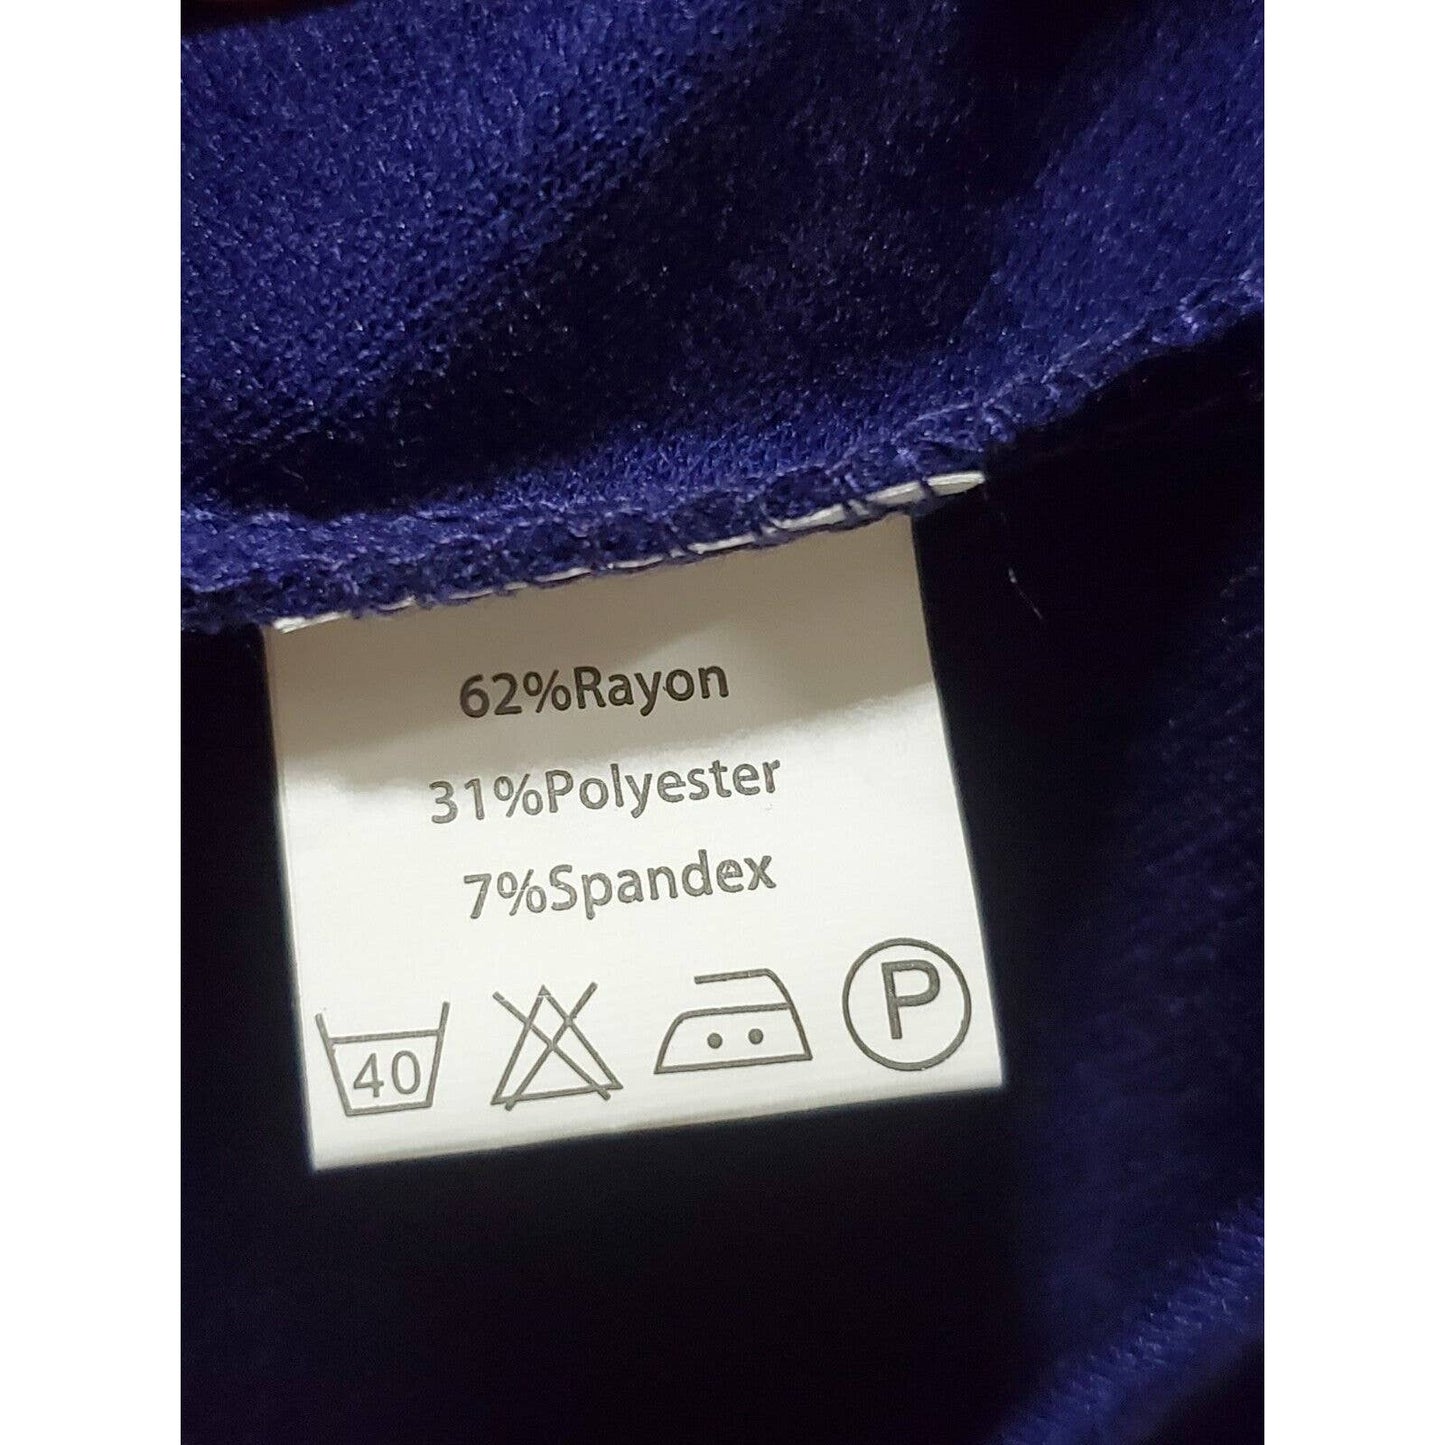 62%Rayon
31%Polyester
7%Spandex
40 P